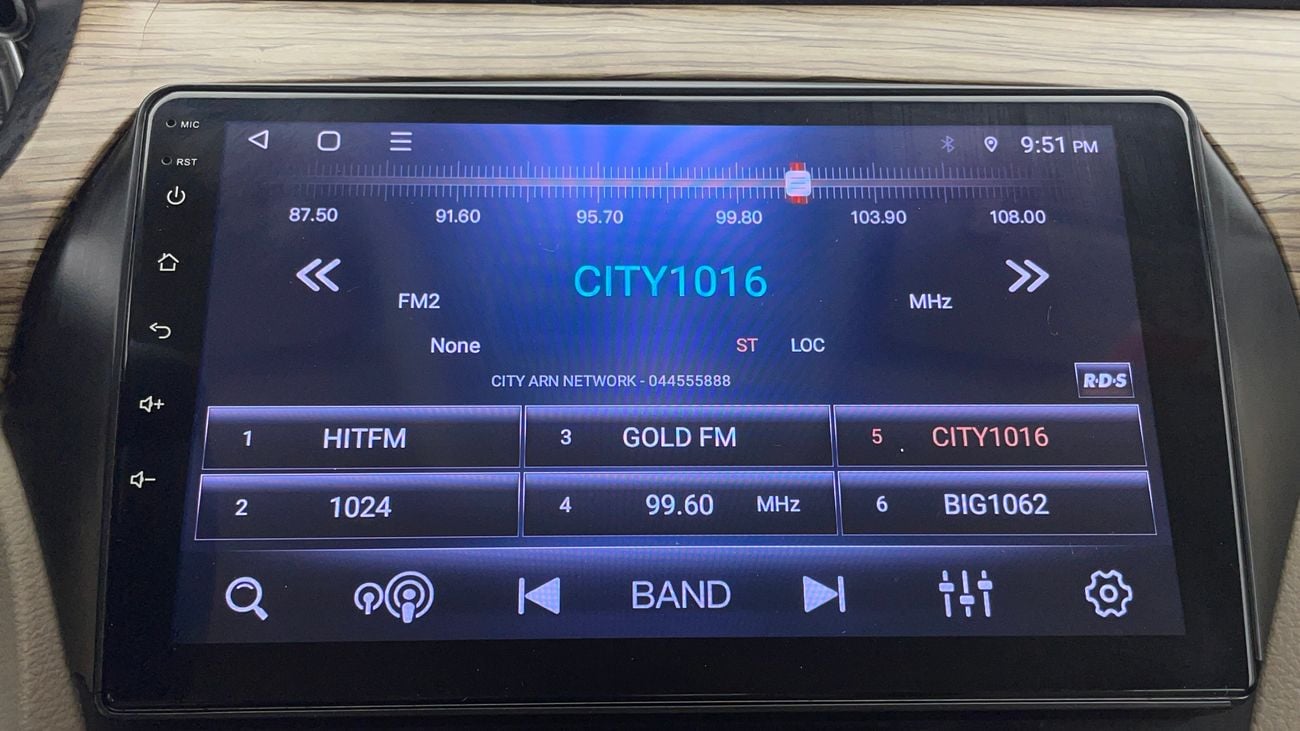 MIC
RST
9:51 PM
87.50 91.60 95.70 99.80 103.90 108.00
CITY1016
FM2 MHz
None ST LOC
CITY ARN NETWORK - 044555888
R·D·S
1 HITFM 3 GOLD FM 5 CITY1016
2 1024 4 99.60 MHz 6 BIG1062
BAND